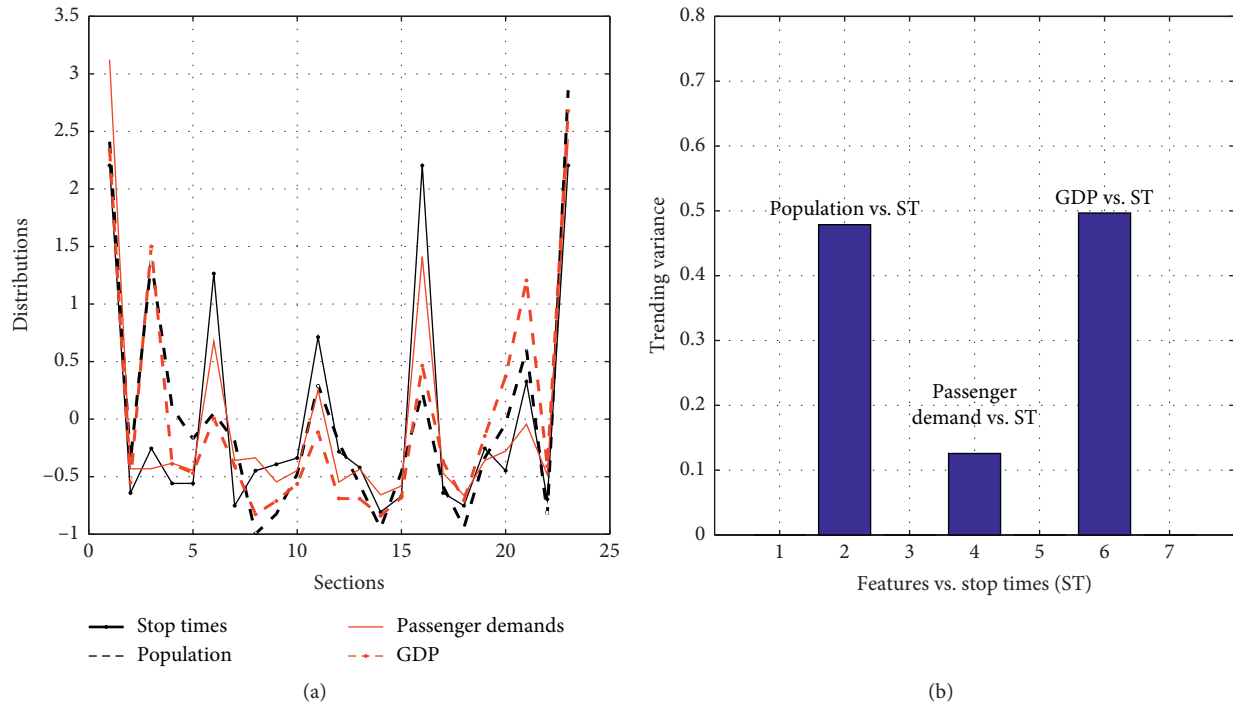 3.5
3
2.5
2
1.5
1
0.5
0
−0.5
−1
Distributions
0 5 10 15 20 25
Sections
Stop times
Population
Passenger demands
GDP
(a)
0.8
0.7
0.6
0.5
0.4
0.3
0.2
0.1
0
Trending variance
Population vs. ST
Passenger
demand vs. ST
GDP vs. ST
1 2 3 4 5 6 7
Features vs. stop times (ST)
(b)